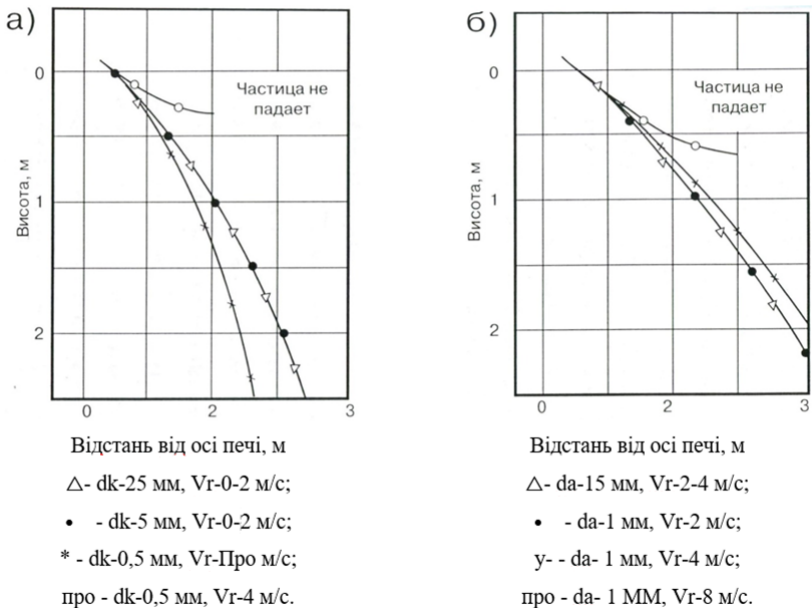 а)
0
1
2
Висота, м
Частица не
падает
0 2 3
Відстань від осі печі, м
△- dk-25 мм, Vr-0-2 м/с;
• - dk-5 мм, Vr-0-2 м/с;
* - dk-0,5 мм, Vr-Про м/с;
про - dk-0,5 мм, Vr-4 м/с.
б)
0
1
2
Висота, м
Частица не
падает
0 2 3
Відстань від осі печі, м
△- da-15 мм, Vr-2-4 м/с;
• - da-1 мм, Vr-2 м/с;
у- - da- 1 мм, Vr-4 м/с;
про - da- 1 ММ, Vr-8 м/с.